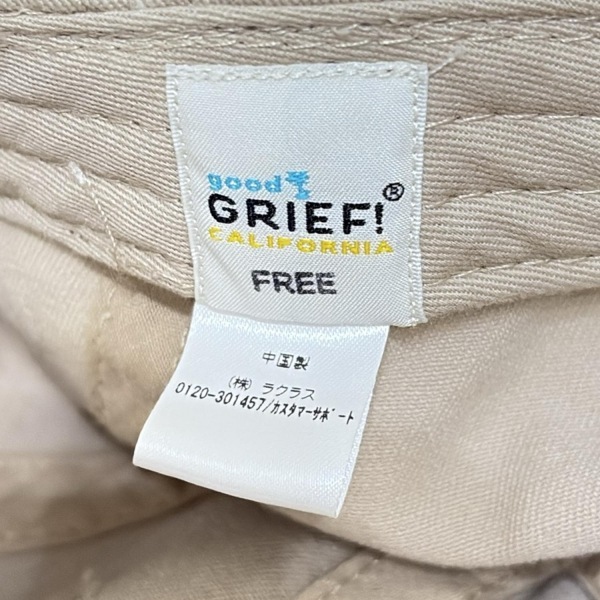 good
GRIEF!®
CALIFORNIA
FREE
中国製
(株) ラクラス
0120-301457/カスタマーサポート